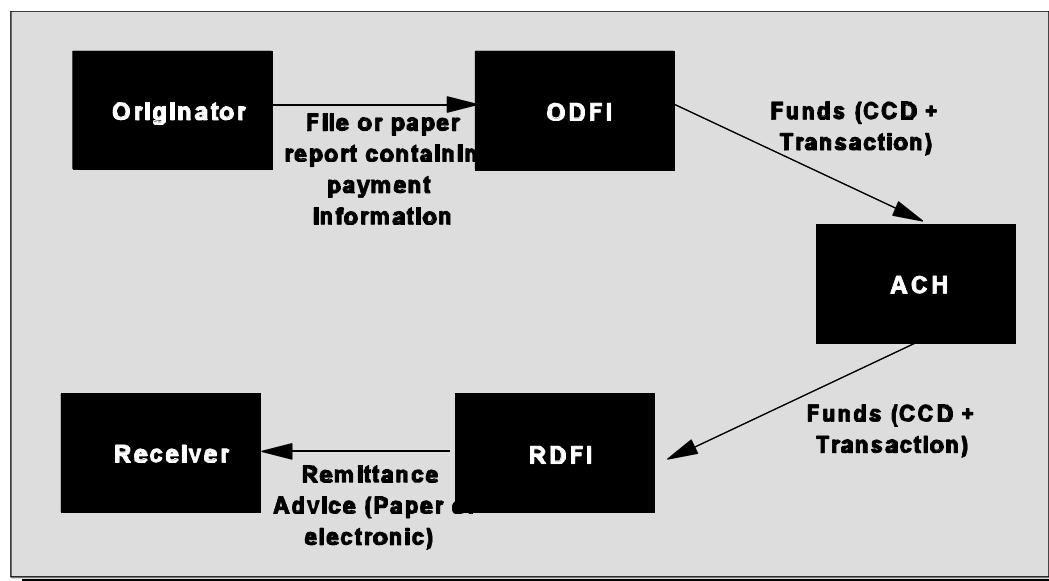 Originator
File or paper
report containin
payment
Information
ODFI
Funds (CCD +
Transaction)
ACH
Funds (CCD +
Transaction)
RDFI
Remittance
Advice (Paper
electronic)
Receiver